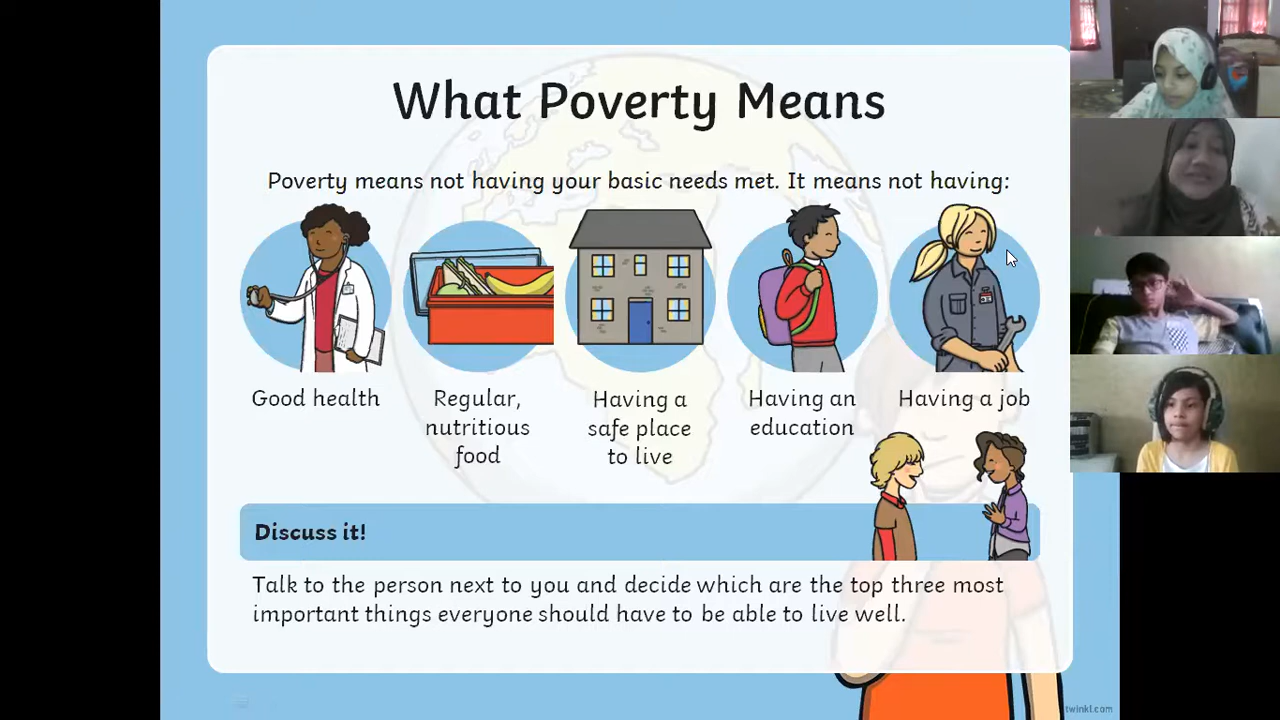 What Poverty Means
Poverty means not having your basic needs met. It means not having:
Good health
Regular,
nutritious
food
Having a
safe place
to live
Having an
education
Having a job
Discuss it!
Talk to the person next to you and decide which are the top three most
important things everyone should have to be able to live well.
twinkl.com